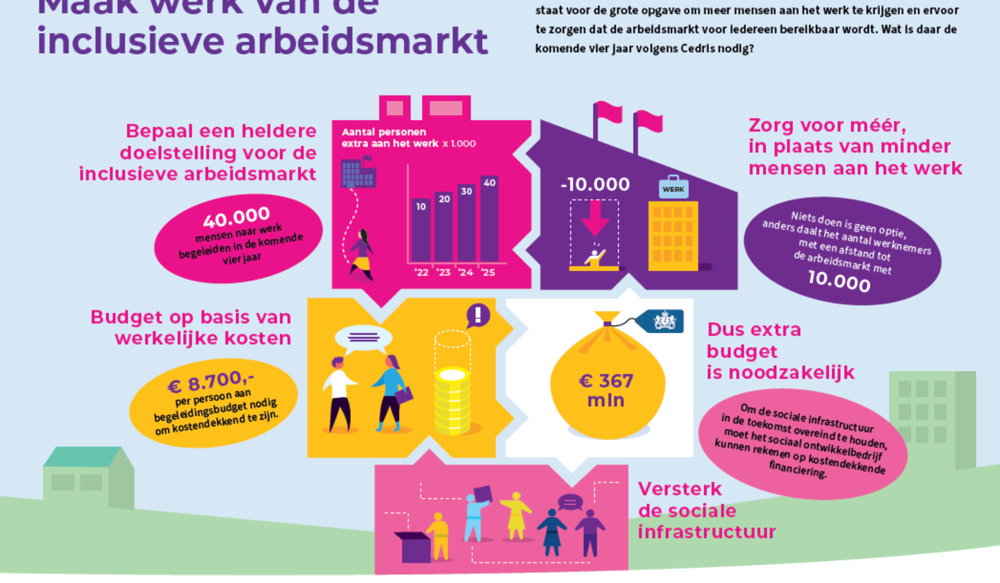 Maak werk van de
inclusieve arbeidsmarkt
staat voor de grote opgave om meer mensen aan het werk te krijgen en ervoor
te zorgen dat de arbeidsmarkt voor iedereen bereikbaar wordt. Wat is daar de
komende vier jaar volgens Cedris nodig?
Bepaal een heldere
doelstelling voor de
inclusieve arbeidsmarkt
40.000
mensen naar werk
begeleiden in de komende
vier jaar
Aantal personen
extra aan het werk x 1.000
10
20
30
40
‘22 ‘23 ‘24 ‘25
-10.000
WERK
Zorg voor méér,
in plaats van minder
mensen aan het werk
Niets doen is geen optie,
anders daalt het aantal werknemers
met een afstand tot
de arbeidsmarkt met
10.000
Budget op basis van
werkelijke kosten
€ 8.700,-
per persoon aan
begeleidingsbudget nodig
om kostendekkend te zijn.
!
€ 367
mln
Dus extra
budget
is noodzakelijk
Om de sociale infrastructuur
in de toekomst overeind te houden,
moet het sociaal ontwikkelbedrijf
kunnen rekenen op kostendekkende
financiering.
Versterk
de sociale
infrastructuur